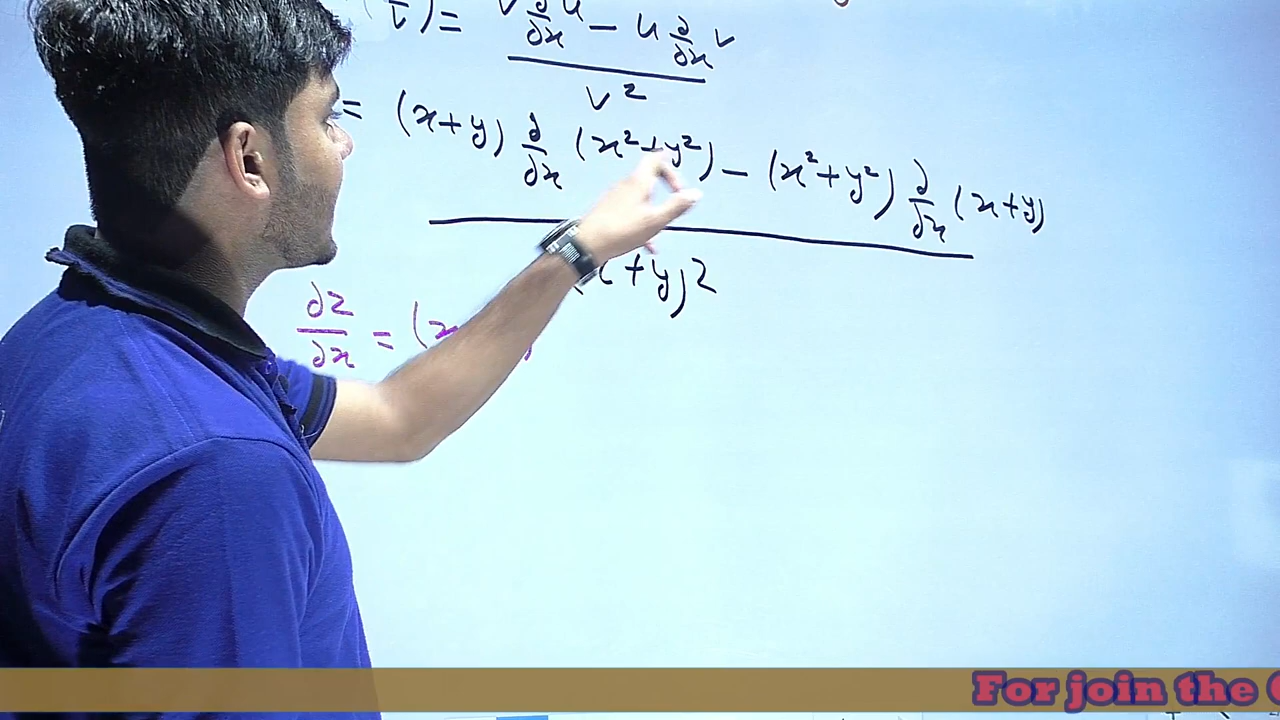 ) = v ∂/∂x u − u ∂/∂x v
v²
= (x+y) ∂/∂x (x²+y²) − (x²+y²) ∂/∂x (x+y)
x+y)2
∂z/∂x = (x
For join the